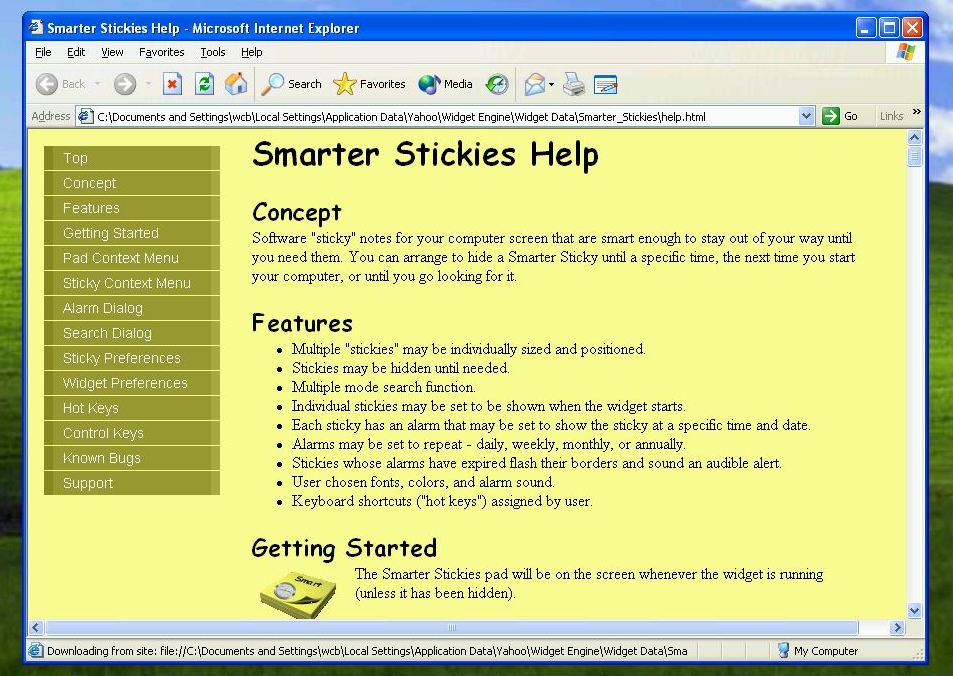 Smarter Stickies Help - Microsoft Internet Explorer
File Edit View Favorites Tools Help
Back Search Favorites Media
Address C:\Documents and Settings\wcb\Local Settings\Application Data\Yahoo\Widget Engine\Widget Data\Smarter_Stickies\help.html Go Links »
Top
Concept
Features
Getting Started
Pad Context Menu
Sticky Context Menu
Alarm Dialog
Search Dialog
Sticky Preferences
Widget Preferences
Hot Keys
Control Keys
Known Bugs
Support
Smarter Stickies Help
Concept
Software "sticky" notes for your computer screen that are smart enough to stay out of your way until
you need them. You can arrange to hide a Smarter Sticky until a specific time, the next time you start
your computer, or until you go looking for it.
Features
• Multiple "stickies" may be individually sized and positioned.
• Stickies may be hidden until needed.
• Multiple mode search function.
• Individual stickies may be set to be shown when the widget starts.
• Each sticky has an alarm that may be set to show the sticky at a specific time and date.
• Alarms may be set to repeat - daily, weekly, monthly, or annually.
• Stickies whose alarms have expired flash their borders and sound an audible alert.
• User chosen fonts, colors, and alarm sound.
• Keyboard shortcuts ("hot keys") assigned by user.
Getting Started
Smart
The Smarter Stickies pad will be on the screen whenever the widget is running
(unless it has been hidden).
Downloading from site: file://C:\Documents and Settings\wcb\Local Settings\Application Data\Yahoo\Widget Engine\Widget Data\Sma My Computer